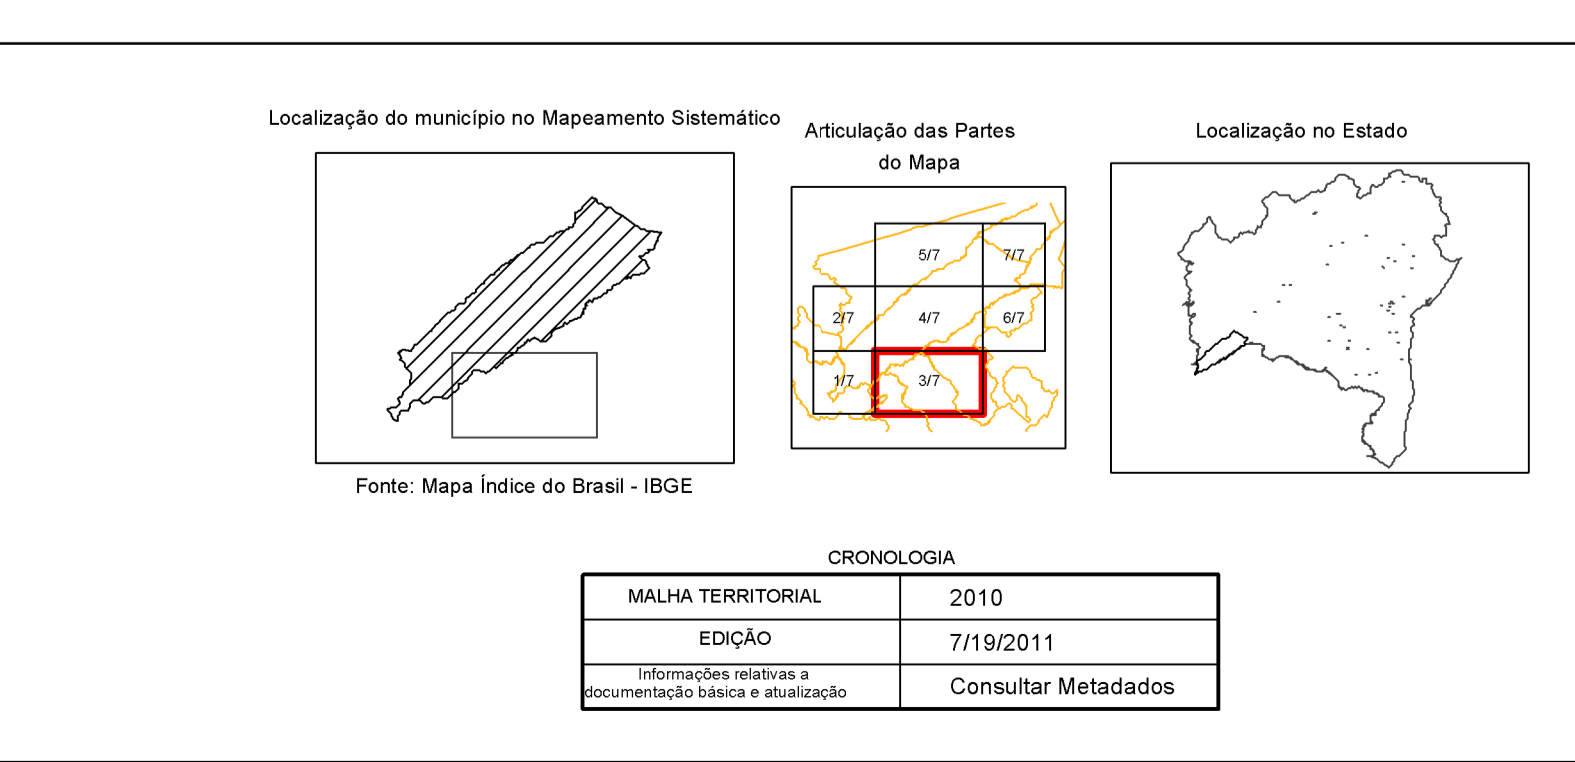 Localização do município no Mapeamento Sistemático
Fonte: Mapa Índice do Brasil - IBGE
Articulação das Partes
do Mapa
5/7
7/7
2/7
4/7
6/7
1/7
3/7
Localização no Estado
CRONOLOGIA
MALHA TERRITORIAL 2010
EDIÇÃO 7/19/2011
Informações relativas a
documentação básica e atualização
Consultar Metadados